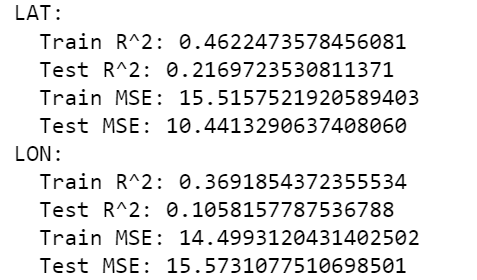 LAT:
Train R^2: 0.4622473578456081
Test R^2: 0.2169723530811371
Train MSE: 15.5157521920589403
Test MSE: 10.4413290637408060
LON:
Train R^2: 0.3691854372355534
Test R^2: 0.1058157787536788
Train MSE: 14.4993120431402502
Test MSE: 15.5731077510698501